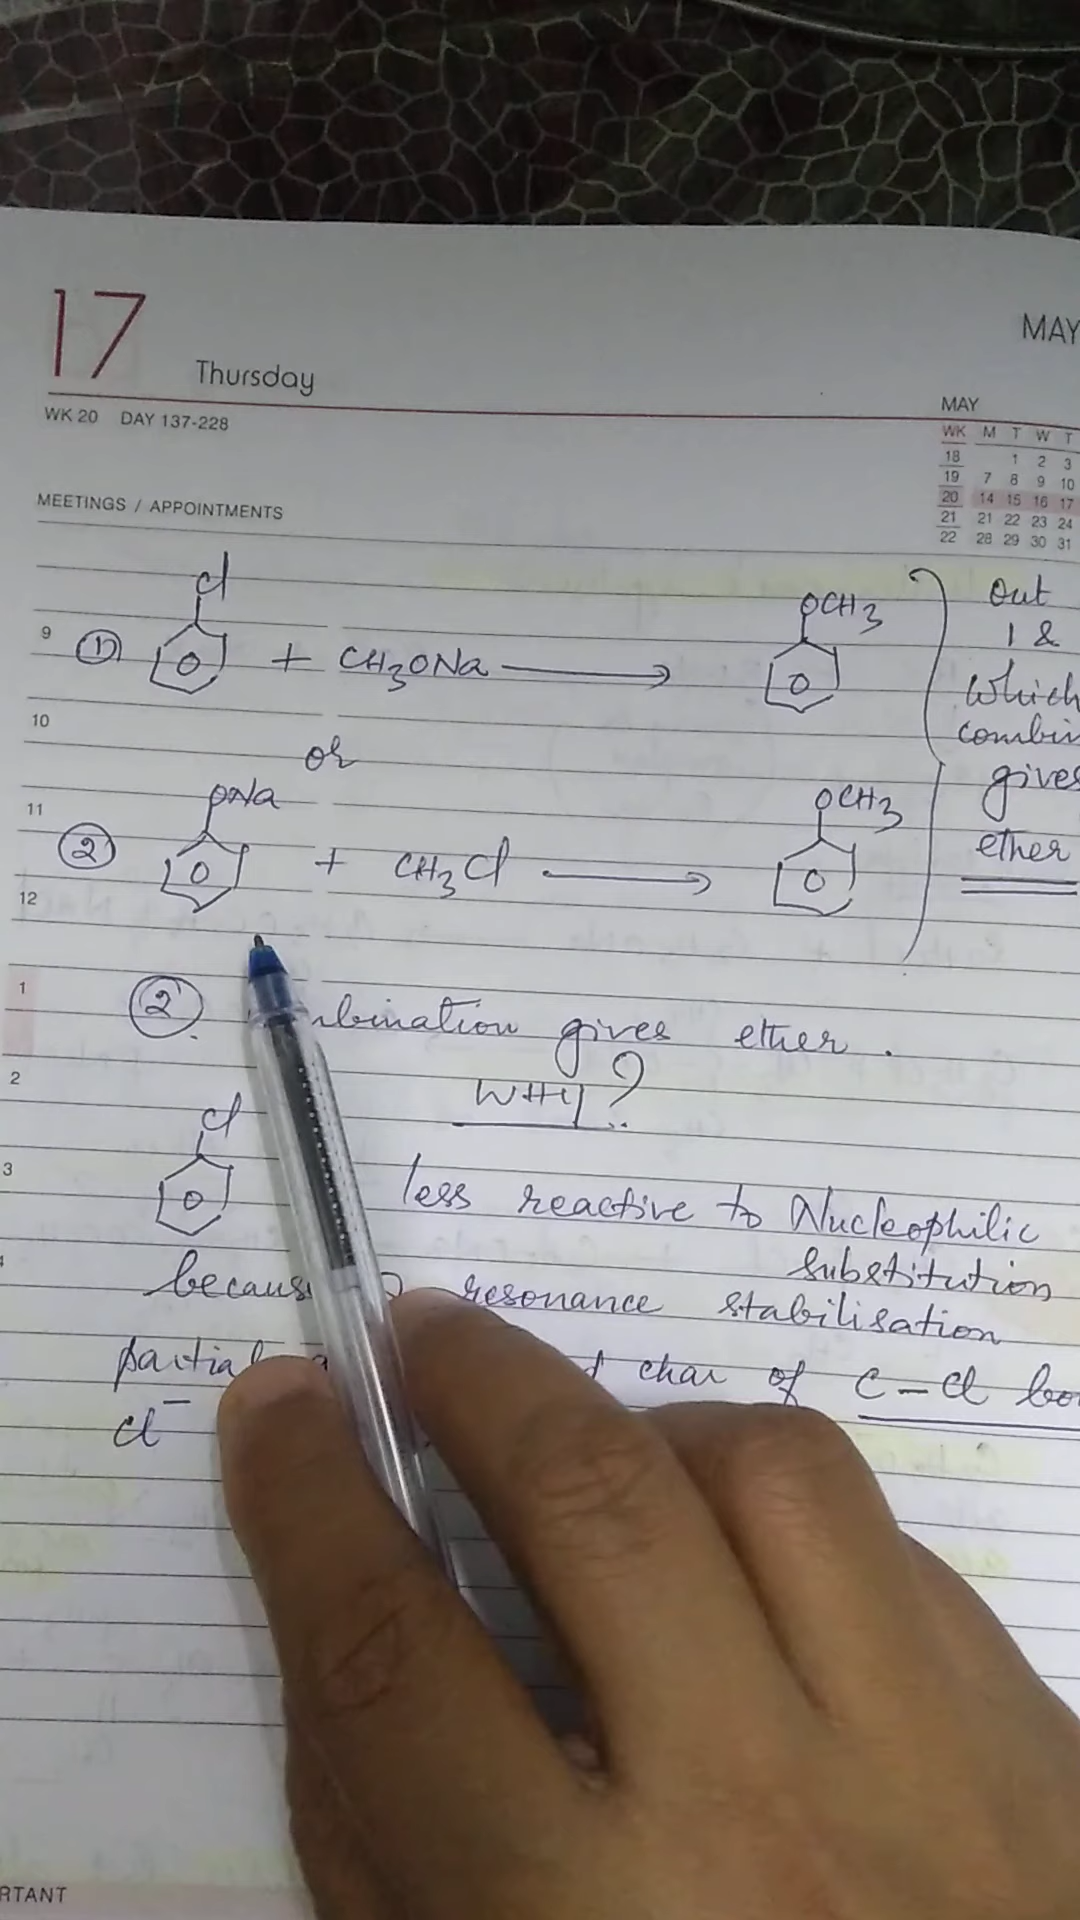 17 Thursday
MAY
WK 20 DAY 137-228
MAY
WK M T W T
18 1 2 3
19 7 8 9 10
20 14 15 16 17
21 21 22 23 24
22 28 29 30 31
MEETINGS / APPOINTMENTS
Cl
9 ① + CH3ONa → OCH3
10
or
11 ONa OCH3
② + CH3Cl →
12
out
1 &
which
combin
gives
ether
1
② gives ether.
2
WHY?
Cl
3
less reactive to Nucleophilic
substitution
4
resonance stabilisation
partial char of C-Cl bo
Cl⁻
RTANT